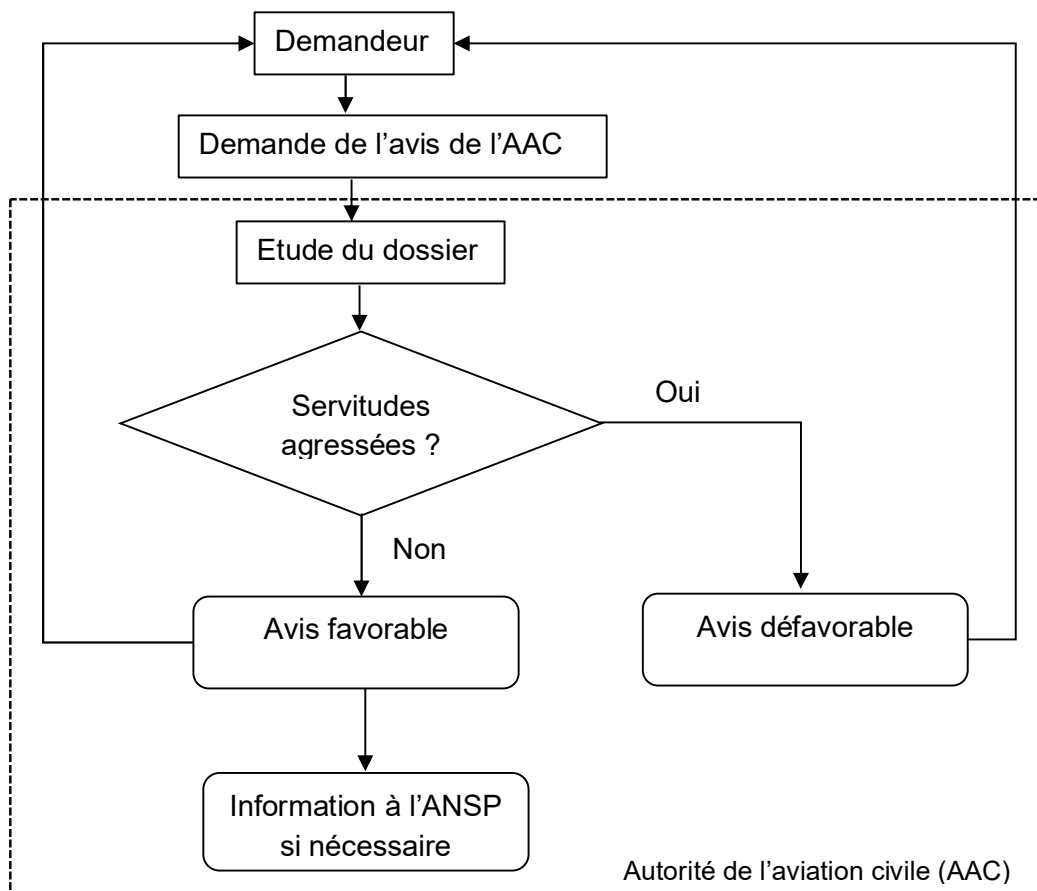 Demandeur
Demande de l’avis de l’AAC
Etude du dossier
Servitudes
agressées ?
Oui
Non
Avis favorable
Avis défavorable
Information à l’ANSP
si nécessaire
Autorité de l’aviation civile (AAC)